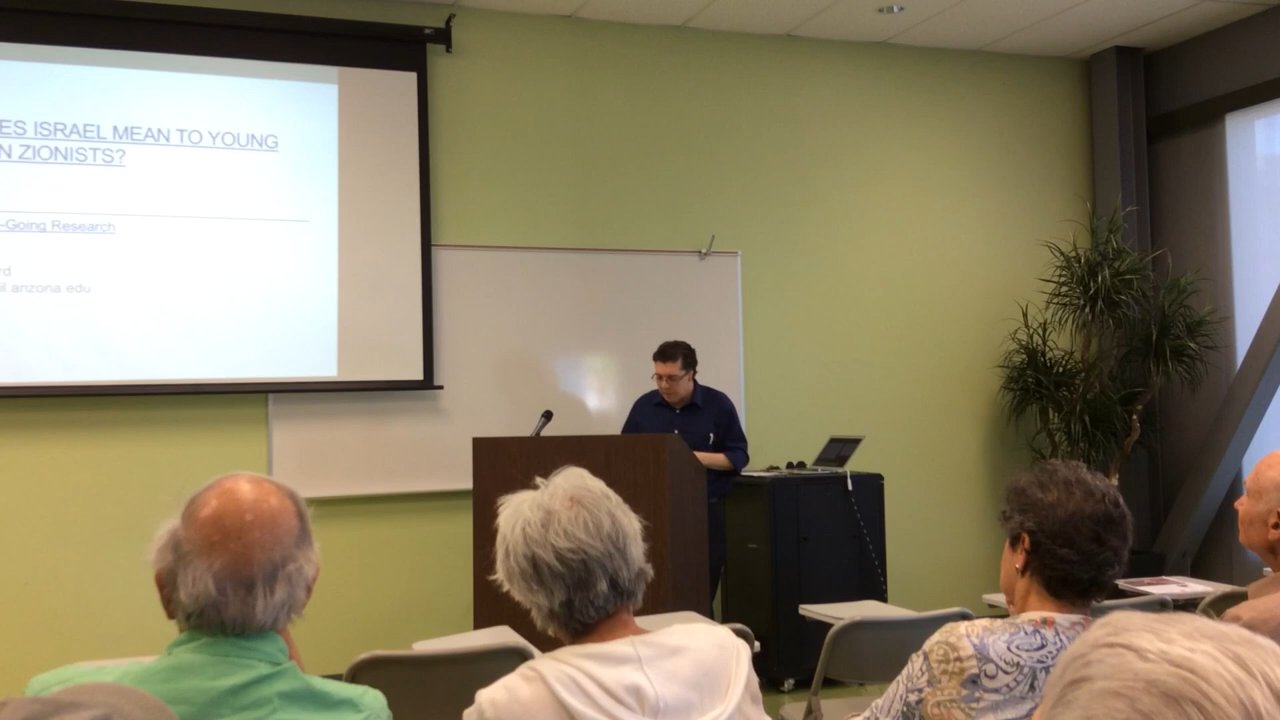 ES ISRAEL MEAN TO YOUNG
N ZIONISTS?
-Going Research
rd
il arizona edu